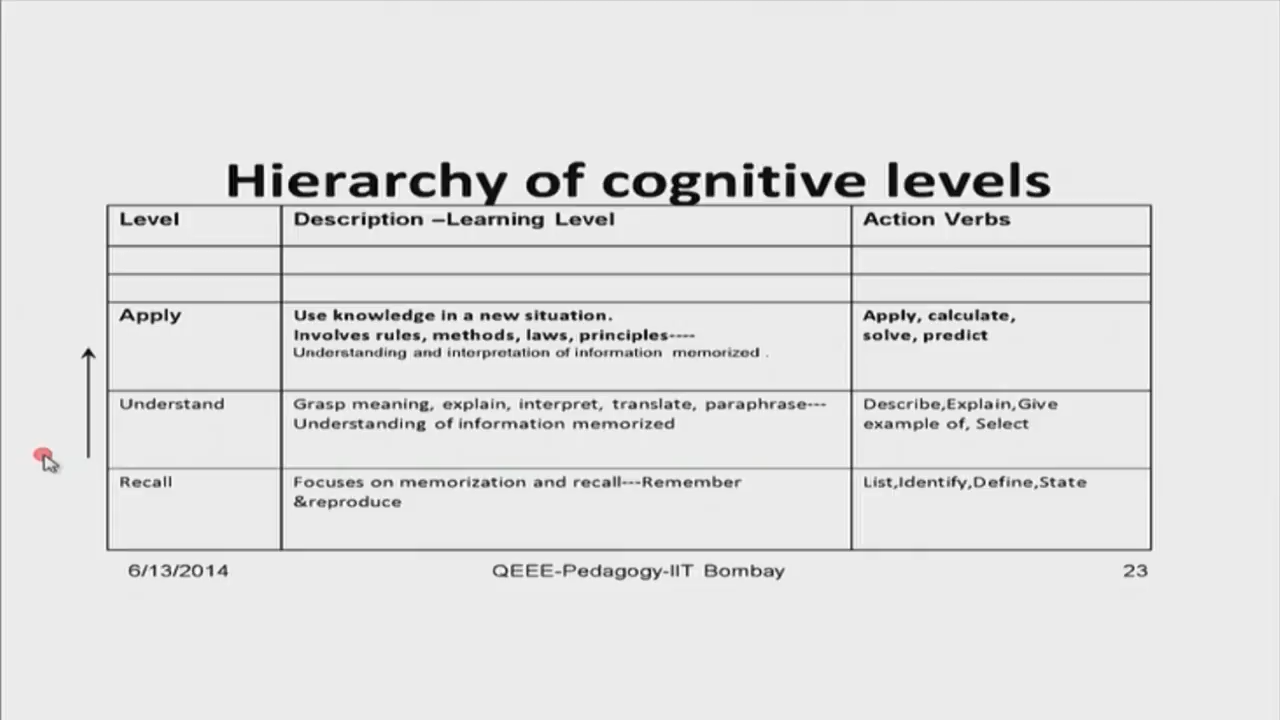 Hierarchy of cognitive levels
Level Description –Learning Level Action Verbs
Apply Use knowledge in a new situation. Apply, calculate,
Involves rules, methods, laws, principles---- solve, predict
Understanding and interpretation of information memorized .
Understand Grasp meaning, explain, interpret, translate, paraphrase--- Describe,Explain,Give
Understanding of information memorized example of, Select
Recall Focuses on memorization and recall---Remember List,Identify,Define,State
&reproduce
6/13/2014 QEEE-Pedagogy-IIT Bombay 23